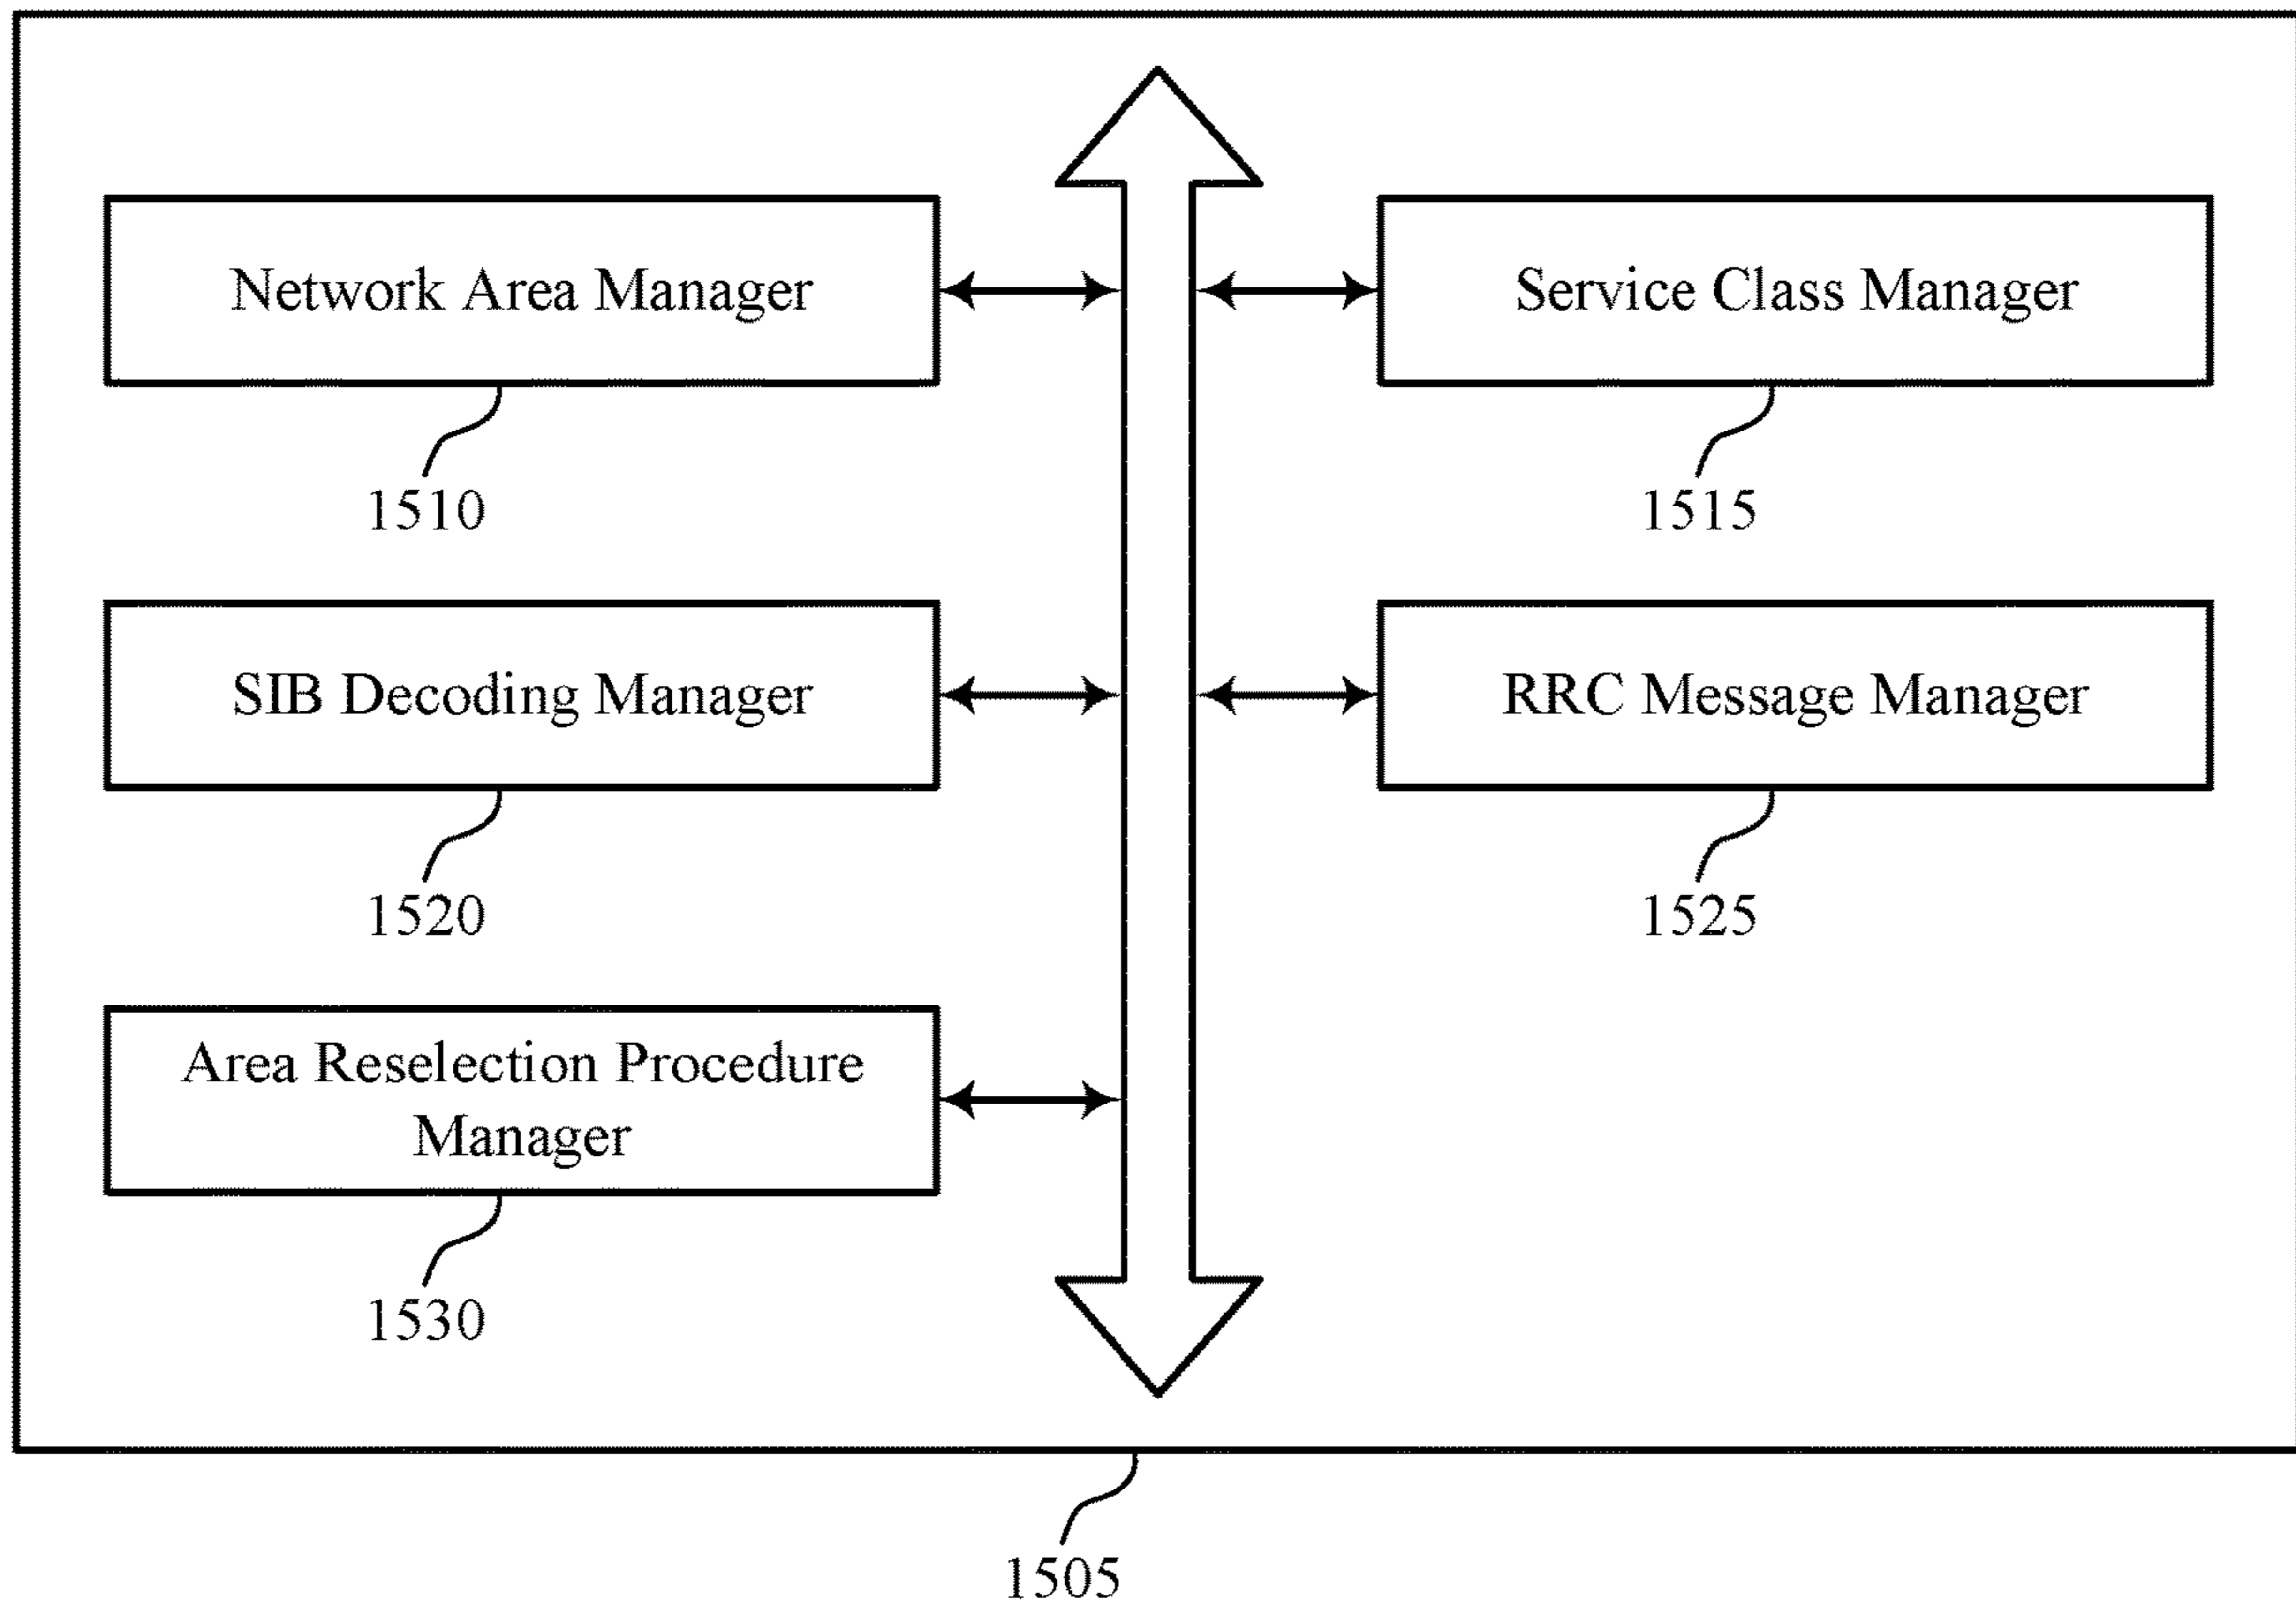 Network Area Manager
Service Class Manager
1510
1515
SIB Decoding Manager
RRC Message Manager
1520
1525
Area Reselection Procedure
Manager
1530
1505